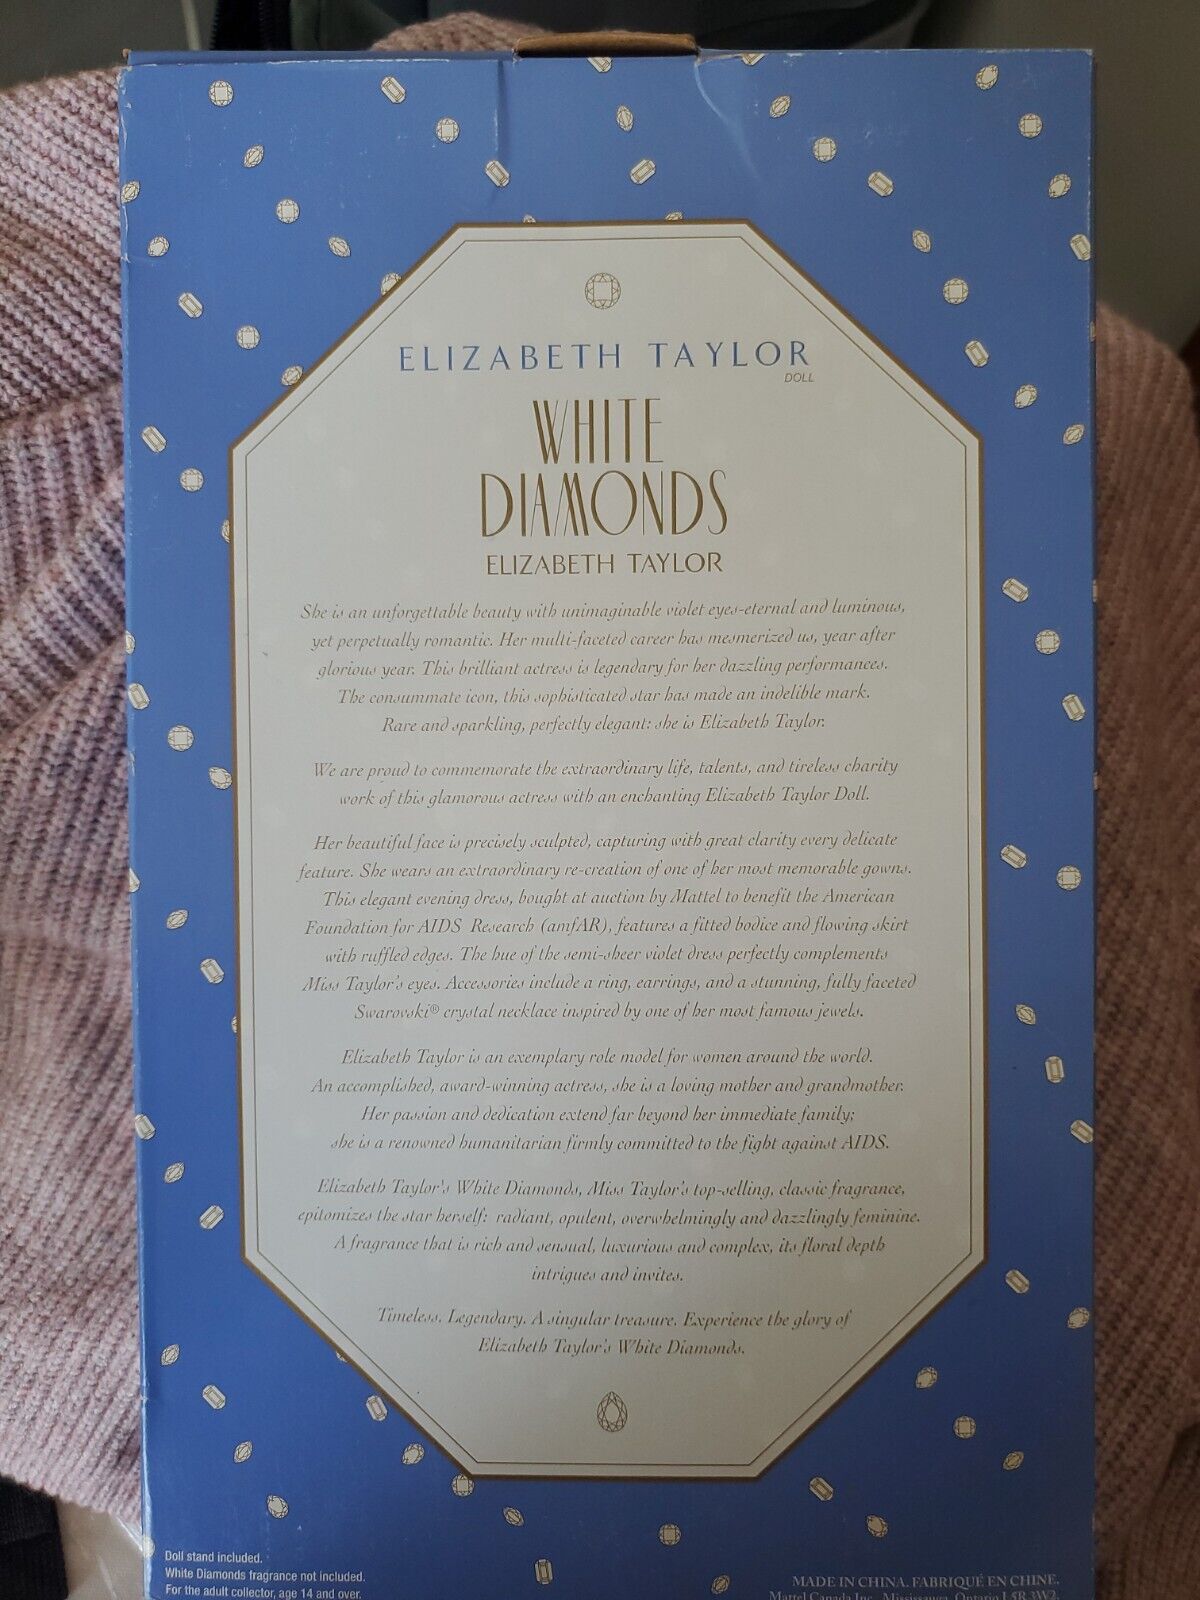 ELIZABETH TAYLOR
DOLL
WHITE
DIAMONDS
ELIZABETH TAYLOR
She is an unforgettable beauty with unimaginable violet eyes-eternal and luminous,
yet perpetually romantic. Her multi-faceted career has mesmerized us, year after
glorious year. This brilliant actress is legendary for her dazzling performances.
The consummate icon, this sophisticated star has made an indelible mark.
Rare and sparkling, perfectly elegant: she is Elizabeth Taylor.
We are proud to commemorate the extraordinary life, talents, and tireless charity
work of this glamorous actress with an enchanting Elizabeth Taylor Doll.
Her beautiful face is precisely sculpted, capturing with great clarity every delicate
feature. She wears an extraordinary re-creation of one of her most memorable gowns.
This elegant evening dress, bought at auction by Mattel to benefit the American
Foundation for AIDS Research (amfAR), features a fitted bodice and flowing skirt
with ruffled edges. The hue of the semi-sheer violet dress perfectly complements
Miss Taylor's eyes. Accessories include a ring, earrings, and a stunning, fully faceted
Swarovski® crystal necklace inspired by one of her most famous jewels.
Elizabeth Taylor is an exemplary role model for women around the world.
An accomplished, award-winning actress, she is a loving mother and grandmother.
Her passion and dedication extend far beyond her immediate family;
she is a renowned humanitarian firmly committed to the fight against AIDS.
Elizabeth Taylor's White Diamonds, Miss Taylor's top-selling, classic fragrance,
epitomizes the star herself: radiant, opulent, overwhelmingly and dazzlingly feminine.
A fragrance that is rich and sensual, luxurious and complex, its floral depth
intrigues and invites.
Timeless. Legendary. A singular treasure. Experience the glory of
Elizabeth Taylor's White Diamonds.
Doll stand included.
White Diamonds fragrance not included.
For the adult collector, age 14 and over.
MADE IN CHINA. FABRIQUÉ EN CHINE.
Mattel Canada Inc., Mississauga, Ontario L5R 3W2.